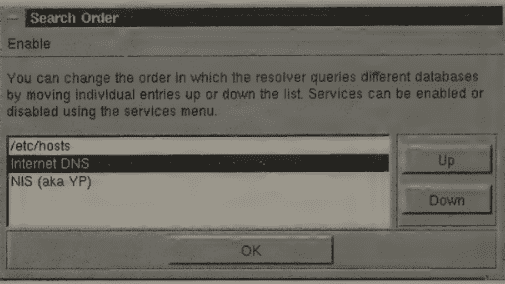 Search Order
Enable
You can change the order in which the resolver queries different databases
by moving individual entries up or down the list. Services can be enabled or
disabled using the services menu.
/etc/hosts
Internet DNS
NIS (aka YP)
Up
Down
OK